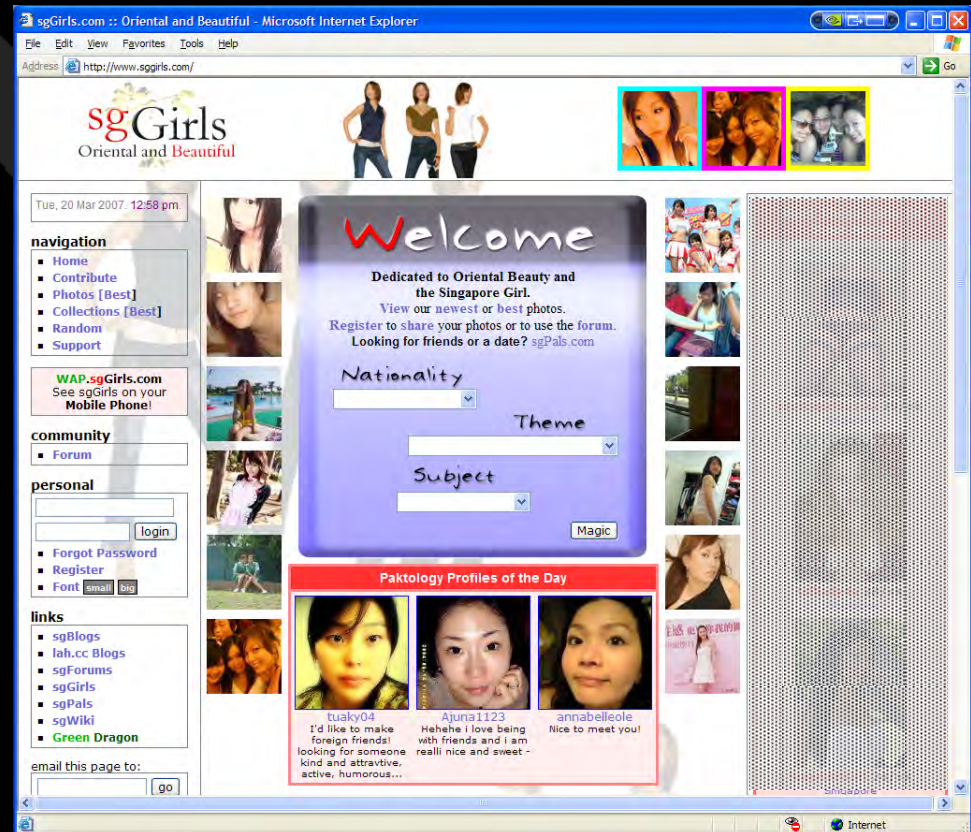 sgGirls.com :: Oriental and Beautiful - Microsoft Internet Explorer
File Edit View Favorites Tools Help
Address http://www.sggirls.com/ Go
sgGirls
Oriental and Beautiful
Tue, 20 Mar 2007. 12:58 pm.
navigation
Home
Contribute
Photos [Best]
Collections [Best]
Random
Support
WAP.sgGirls.com
See sgGirls on your
Mobile Phone!
community
Forum
personal
login
Forgot Password
Register
Font small big
links
sgBlogs
lah.cc Blogs
sgForums
sgGirls
sgPals
sgWiki
Green Dragon
email this page to:
go
Welcome
Dedicated to Oriental Beauty and
the Singapore Girl.
View our newest or best photos.
Register to share your photos or to use the forum.
Looking for friends or a date? sgPals.com
Nationality
Theme
Subject
Magic
Paktology Profiles of the Day
tuaky04
I'd like to make
foreign friends!
looking for someone
kind and attravtive,
active, humorous...
Ajuna1123
Hehehe i love being
with friends and i am
realli nice and sweet -
annabelleole
Nice to meet you!
Singapore
Internet